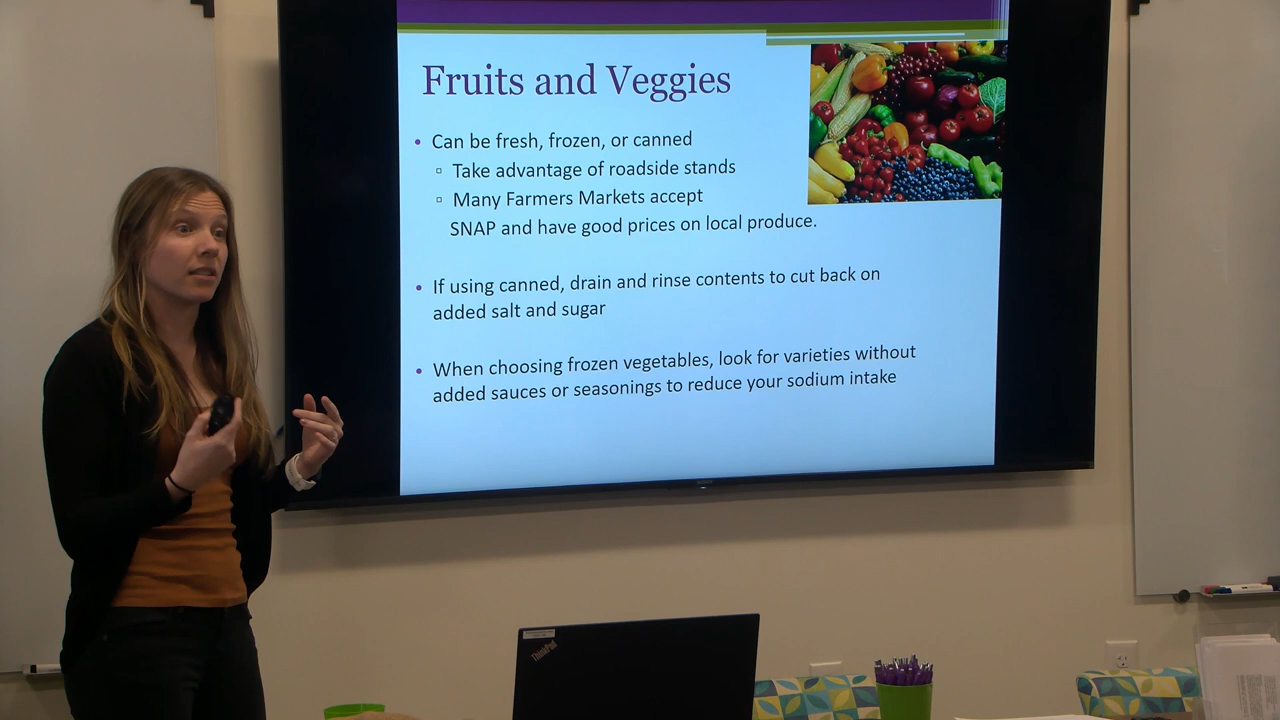 Fruits and Veggies
• Can be fresh, frozen, or canned
▫ Take advantage of roadside stands
▫ Many Farmers Markets accept
SNAP and have good prices on local produce.
• If using canned, drain and rinse contents to cut back on
added salt and sugar
• When choosing frozen vegetables, look for varieties without
added sauces or seasonings to reduce your sodium intake
SONY
ThinkPad